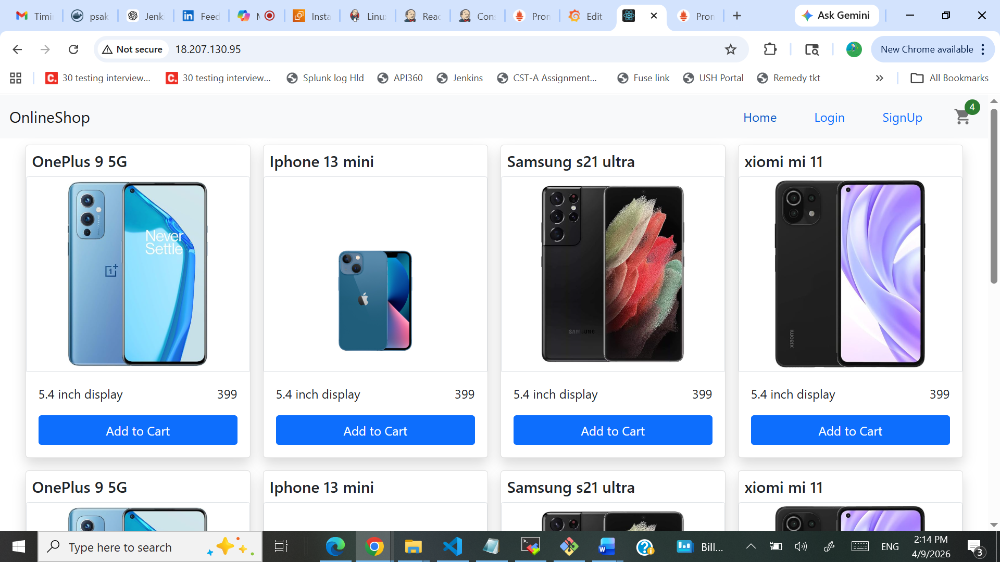 Timi
psak
Jenk
Feed
Insta
Linu
Reac
Con
Pron
Edit
Pron
Ask Gemini
Not secure
18.207.130.95
New Chrome available
30 testing interview...
30 testing interview...
Splunk log Hld
API360
Jenkins
CST-A Assignment...
Fuse link
USH Portal
Remedy tkt
All Bookmarks
OnlineShop
Home
Login
SignUp
4
OnePlus 9 5G
Iphone 13 mini
Samsung s21 ultra
xiomi mi 11
Never
Settle
SAMSUNG
xiaomi
5.4 inch display 399
5.4 inch display 399
5.4 inch display 399
5.4 inch display 399
Add to Cart
Add to Cart
Add to Cart
Add to Cart
OnePlus 9 5G
Iphone 13 mini
Samsung s21 ultra
xiomi mi 11
Type here to search
Bill...
ENG
2:14 PM
4/9/2026
3